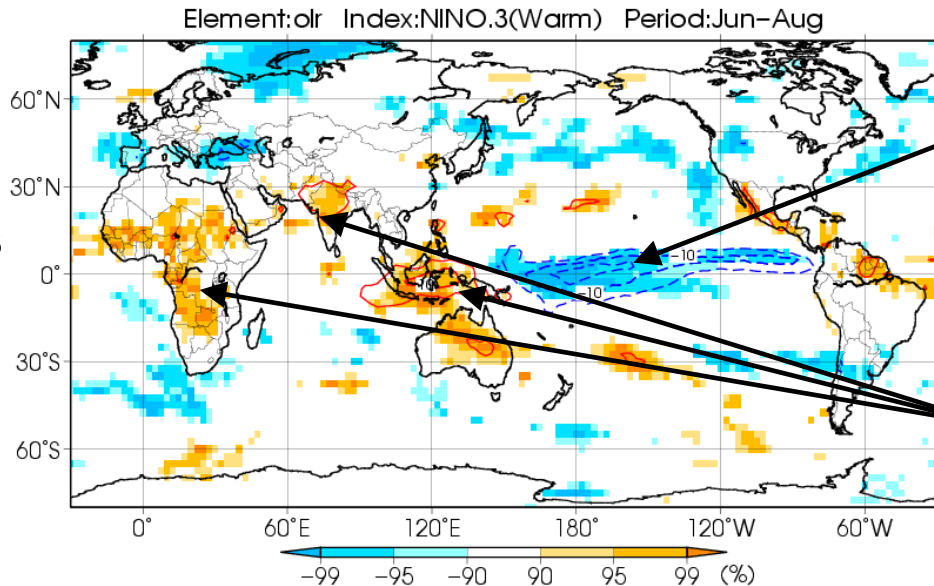 Element:olr Index:NINO.3(Warm) Period:Jun−Aug
60°N
30°N
0°
30°S
60°S
−10
−10
0° 60°E 120°E 180° 120°W 60°W
−99 −95 −90 90 95 99 (%)